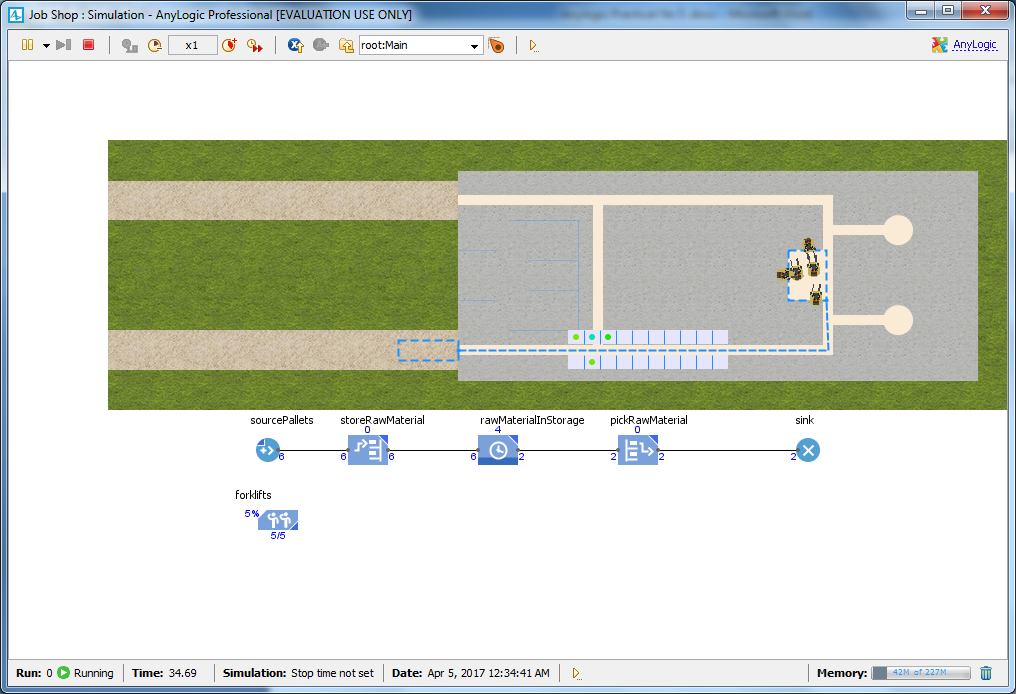 Job Shop : Simulation - AnyLogic Professional [EVALUATION USE ONLY]
x1
root:Main
AnyLogic
sourcePallets
storeRawMaterial
rawMaterialInStorage
pickRawMaterial
sink
0
4
0
6
6
6
6
2
2
2
2
forklifts
5%
5/5
Run: 0
Running
Time: 34.69
Simulation: Stop time not set
Date: Apr 5, 2017 12:34:41 AM
Memory:
42M of 227M